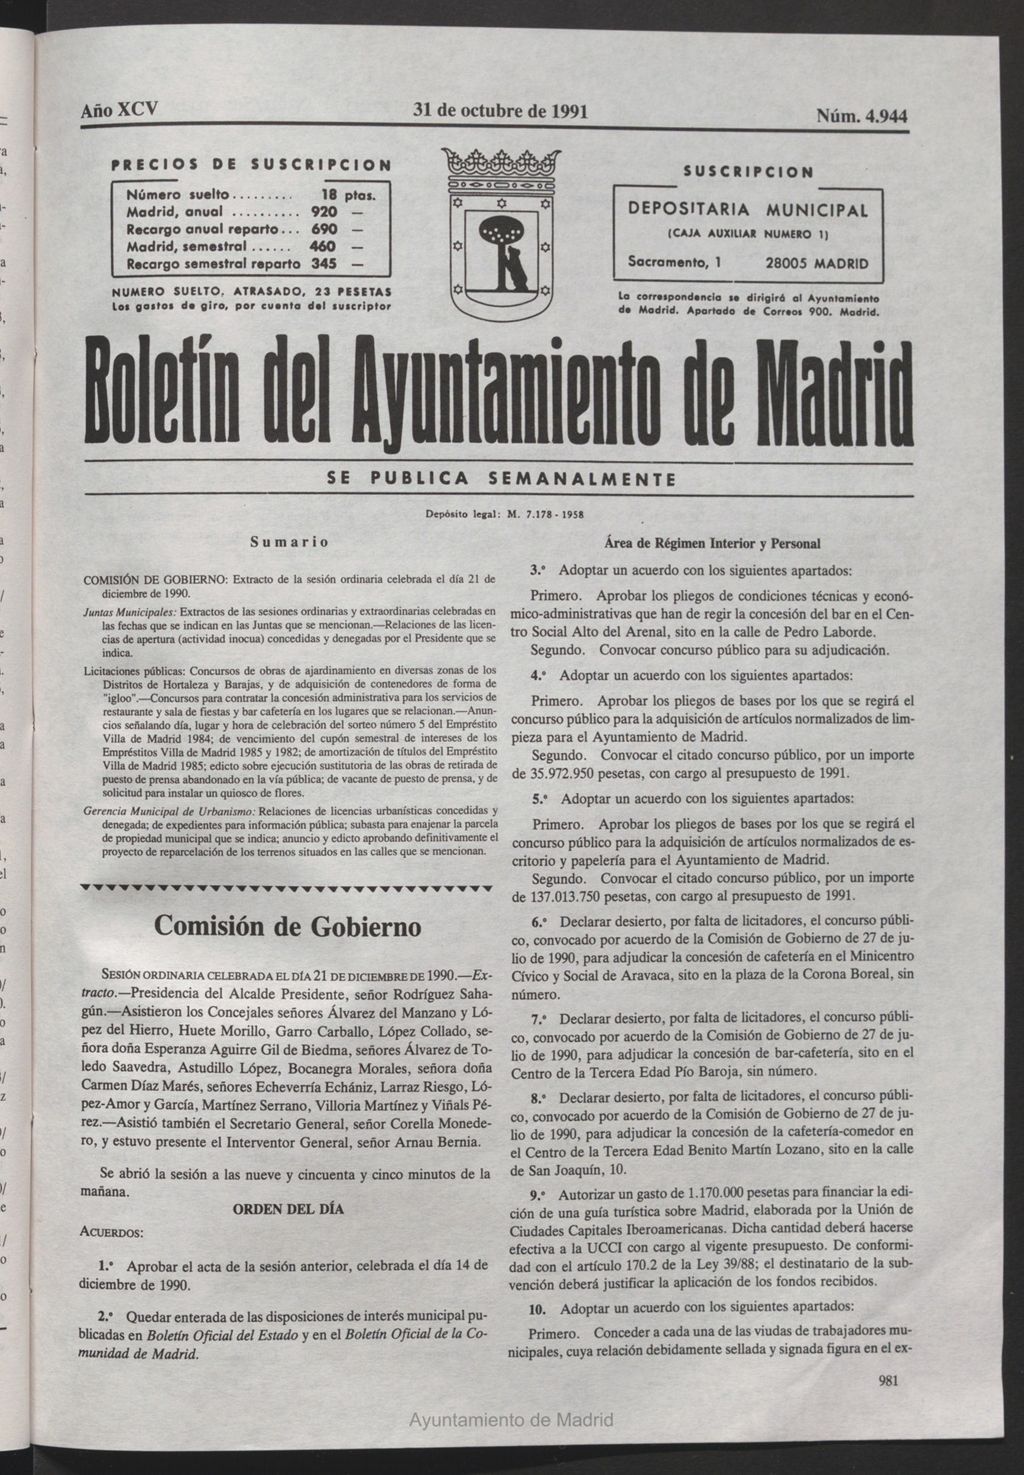 Año XCV
31 de octubre de 1991
Núm. 4.944
PRECIOS DE SUSCRIPCION
Número suelto.......... 18 ptas.
Madrid, anual .......... 920 —
Recargo anual reparto... 690 —
Madrid, semestral...... 460 —
Recargo semestral reparto 345 —
NUMERO SUELTO, ATRASADO, 23 PESETAS
Los gastos de giro, por cuenta del suscriptor
SUSCRIPCION
DEPOSITARIA MUNICIPAL
(CAJA AUXILIAR NUMERO 1)
Sacramento, 1 28005 MADRID
La correspondencia se dirigirá al Ayuntamiento
de Madrid. Apartado de Correos 900. Madrid.
Boletín del Ayuntamiento de Madrid
SE PUBLICA SEMANALMENTE
Depósito legal: M. 7.178 - 1958
Sumario
COMISIÓN DE GOBIERNO: Extracto de la sesión ordinaria celebrada el día 21 de
diciembre de 1990.
Juntas Municipales: Extractos de las sesiones ordinarias y extraordinarias celebradas en
las fechas que se indican en las Juntas que se mencionan.—Relaciones de las licen-
cias de apertura (actividad inocua) concedidas y denegadas por el Presidente que se
indica.
Licitaciones públicas: Concursos de obras de ajardinamiento en diversas zonas de los
Distritos de Hortaleza y Barajas, y de adquisición de contenedores de forma de
"igloo".—Concursos para contratar la concesión administrativa para los servicios de
restaurante y sala de fiestas y bar cafetería en los lugares que se relacionan.—Anun-
cios señalando día, lugar y hora de celebración del sorteo número 5 del Empréstito
Villa de Madrid 1984; de vencimiento del cupón semestral de intereses de los
Empréstitos Villa de Madrid 1985 y 1982; de amortización de títulos del Empréstito
Villa de Madrid 1985; edicto sobre ejecución sustitutoria de las obras de retirada de
puesto de prensa abandonado en la vía pública; de vacante de puesto de prensa, y de
solicitud para instalar un quiosco de flores.
Gerencia Municipal de Urbanismo: Relaciones de licencias urbanísticas concedidas y
denegada; de expedientes para información pública; subasta para enajenar la parcela
de propiedad municipal que se indica; anuncio y edicto aprobando definitivamente el
proyecto de reparcelación de los terrenos situados en las calles que se mencionan.
Comisión de Gobierno
SESIÓN ORDINARIA CELEBRADA EL DÍA 21 DE DICIEMBRE DE 1990.—Ex-
tracto.—Presidencia del Alcalde Presidente, señor Rodríguez Saha-
gún.—Asistieron los Concejales señores Álvarez del Manzano y Ló-
pez del Hierro, Huete Morillo, Garro Carballo, López Collado, se-
ñora doña Esperanza Aguirre Gil de Biedma, señores Álvarez de To-
ledo Saavedra, Astudillo López, Bocanegra Morales, señora doña
Carmen Díaz Marés, señores Echeverría Echániz, Larraz Riesgo, Ló-
pez-Amor y García, Martínez Serrano, Villoria Martínez y Viñals Pé-
rez.—Asistió también el Secretario General, señor Corella Monede-
ro, y estuvo presente el Interventor General, señor Arnau Bernia.
Se abrió la sesión a las nueve y cincuenta y cinco minutos de la
mañana.
ORDEN DEL DÍA
ACUERDOS:
1.º Aprobar el acta de la sesión anterior, celebrada el día 14 de
diciembre de 1990.
2.º Quedar enterada de las disposiciones de interés municipal pu-
blicadas en Boletín Oficial del Estado y en el Boletín Oficial de la Co-
munidad de Madrid.
Área de Régimen Interior y Personal
3.º Adoptar un acuerdo con los siguientes apartados:
Primero. Aprobar los pliegos de condiciones técnicas y econó-
mico-administrativas que han de regir la concesión del bar en el Cen-
tro Social Alto del Arenal, sito en la calle de Pedro Laborde.
Segundo. Convocar concurso público para su adjudicación.
4.º Adoptar un acuerdo con los siguientes apartados:
Primero. Aprobar los pliegos de bases por los que se regirá el
concurso público para la adquisición de artículos normalizados de lim-
pieza para el Ayuntamiento de Madrid.
Segundo. Convocar el citado concurso público, por un importe
de 35.972.950 pesetas, con cargo al presupuesto de 1991.
5.º Adoptar un acuerdo con los siguientes apartados:
Primero. Aprobar los pliegos de bases por los que se regirá el
concurso público para la adquisición de artículos normalizados de es-
critorio y papelería para el Ayuntamiento de Madrid.
Segundo. Convocar el citado concurso público, por un importe
de 137.013.750 pesetas, con cargo al presupuesto de 1991.
6.º Declarar desierto, por falta de licitadores, el concurso públi-
co, convocado por acuerdo de la Comisión de Gobierno de 27 de ju-
lio de 1990, para adjudicar la concesión de cafetería en el Minicentro
Cívico y Social de Aravaca, sito en la plaza de la Corona Boreal, sin
número.
7.º Declarar desierto, por falta de licitadores, el concurso públi-
co, convocado por acuerdo de la Comisión de Gobierno de 27 de ju-
lio de 1990, para adjudicar la concesión de bar-cafetería, sito en el
Centro de la Tercera Edad Pío Baroja, sin número.
8.º Declarar desierto, por falta de licitadores, el concurso públi-
co, convocado por acuerdo de la Comisión de Gobierno de 27 de ju-
lio de 1990, para adjudicar la concesión de la cafetería-comedor en
el Centro de la Tercera Edad Benito Martín Lozano, sito en la calle
de San Joaquín, 10.
9.º Autorizar un gasto de 1.170.000 pesetas para financiar la edi-
ción de una guía turística sobre Madrid, elaborada por la Unión de
Ciudades Capitales Iberoamericanas. Dicha cantidad deberá hacerse
efectiva a la UCCI con cargo al vigente presupuesto. De conformi-
dad con el artículo 170.2 de la Ley 39/88; el destinatario de la sub-
vención deberá justificar la aplicación de los fondos recibidos.
10. Adoptar un acuerdo con los siguientes apartados:
Primero. Conceder a cada una de las viudas de trabajadores mu-
nicipales, cuya relación debidamente sellada y signada figura en el ex-
981
Ayuntamiento de Madrid